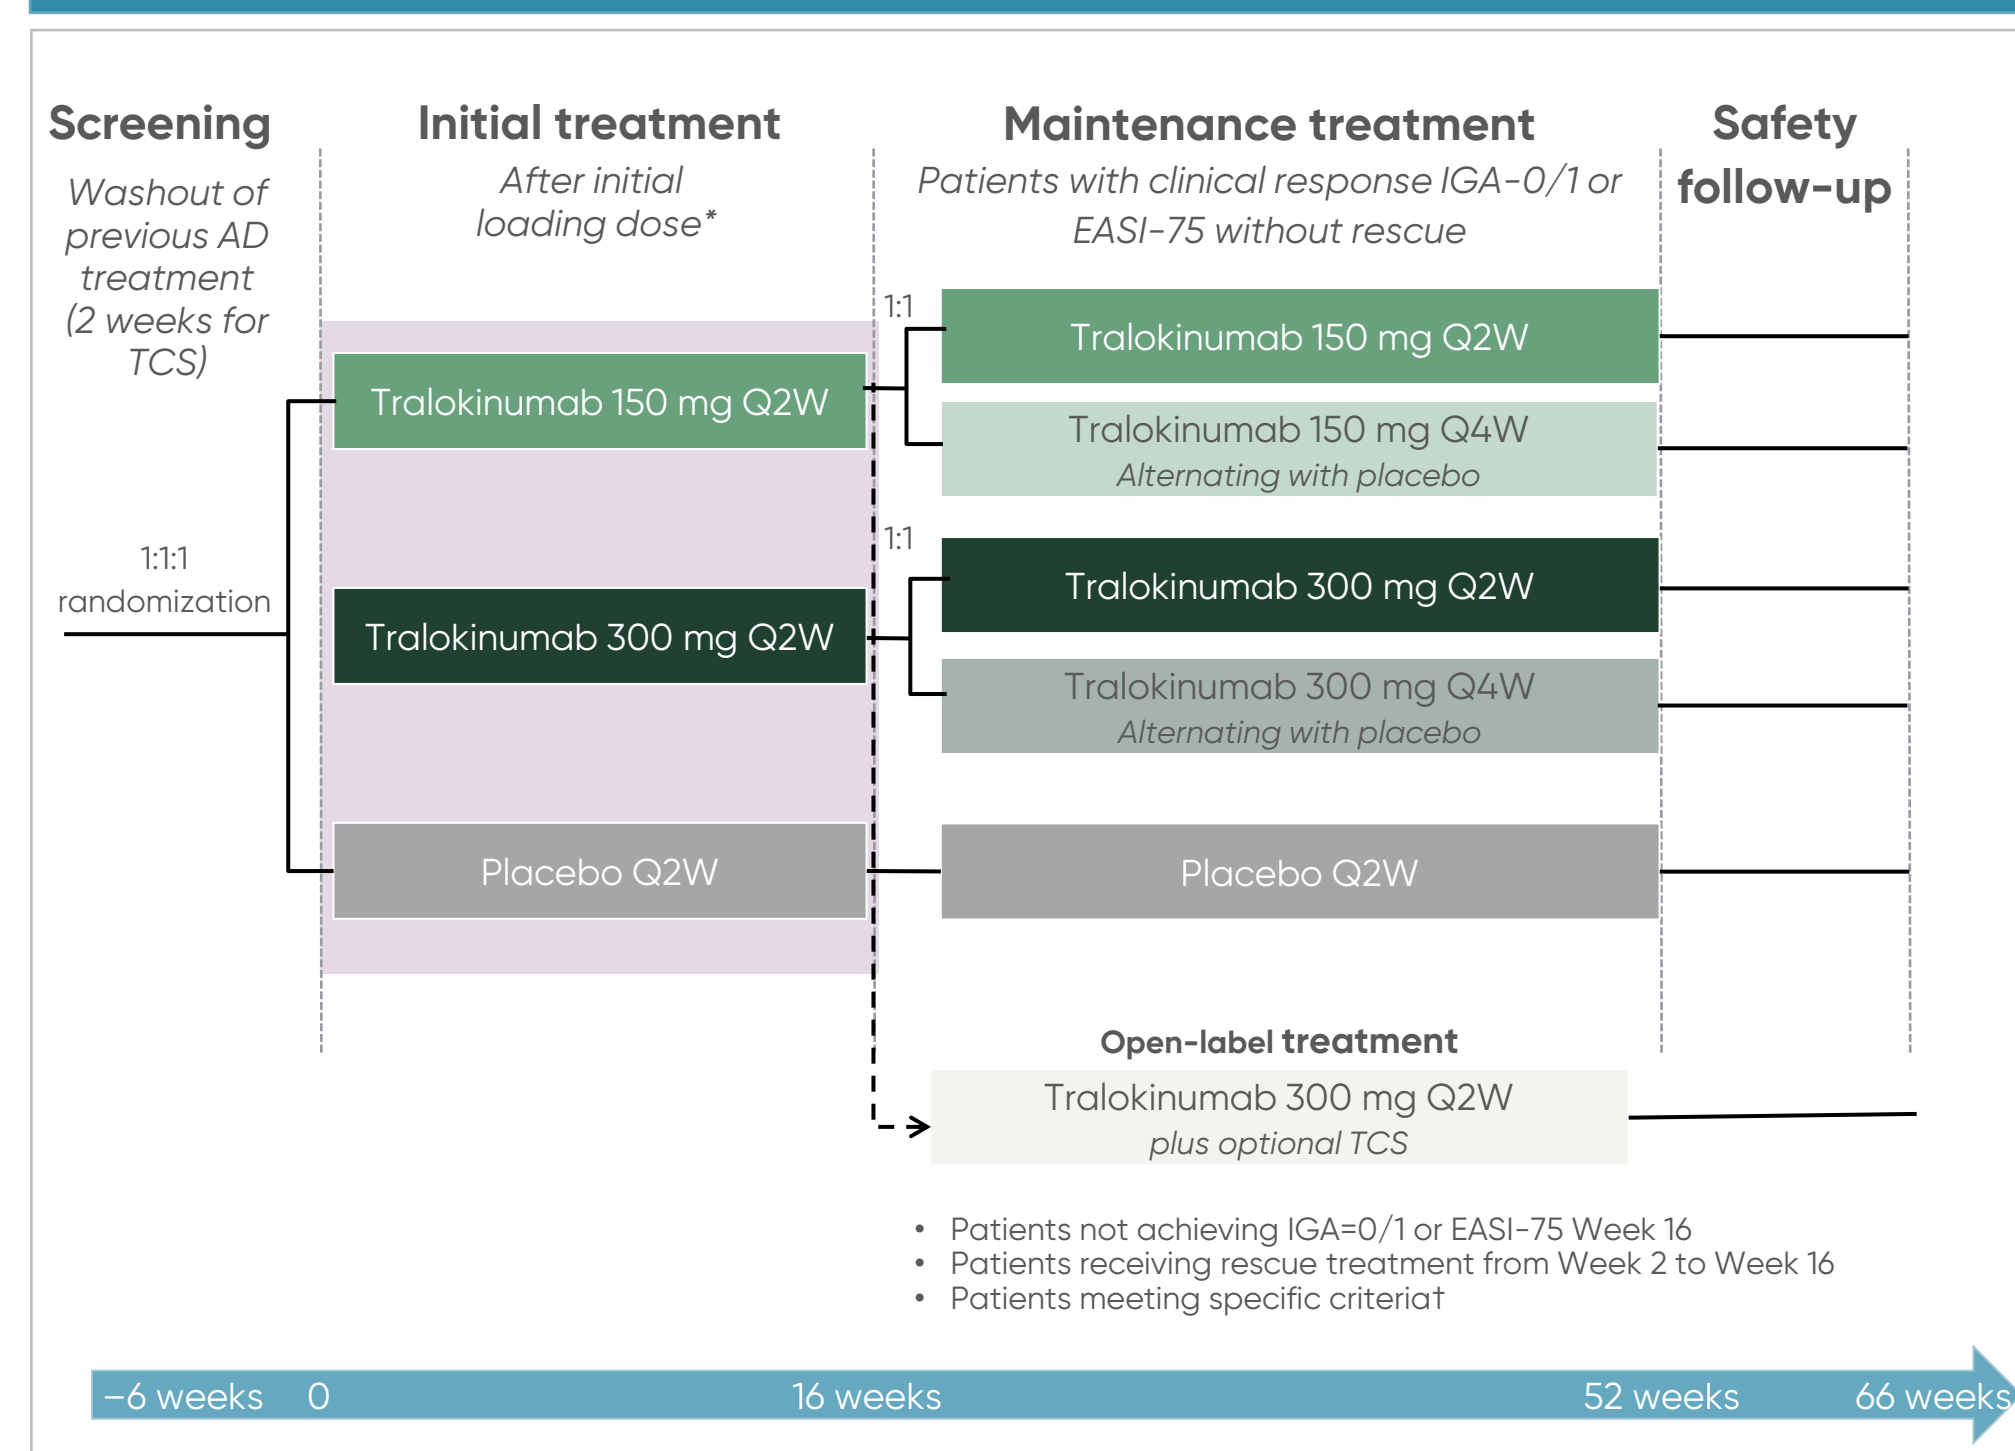 Screening
Washout of
previous AD
treatment
(2 weeks for
TCS)
1:1:1
randomization
Initial treatment
After initial
loading dose*
Tralokinumab 150 mg Q2W
Tralokinumab 300 mg Q2W
Placebo Q2W
Maintenance treatment
Patients with clinical response IGA-0/1 or
EASI-75 without rescue
1:1
Tralokinumab 150 mg Q2W
Tralokinumab 150 mg Q4W
Alternating with placebo
1:1
Tralokinumab 300 mg Q2W
Tralokinumab 300 mg Q4W
Alternating with placebo
Placebo Q2W
Safety
follow-up
Open-label treatment
Tralokinumab 300 mg Q2W
plus optional TCS
• Patients not achieving IGA=0/1 or EASI-75 Week 16
• Patients receiving rescue treatment from Week 2 to Week 16
• Patients meeting specific criteria†
–6 weeks 0 16 weeks 52 weeks 66 weeks